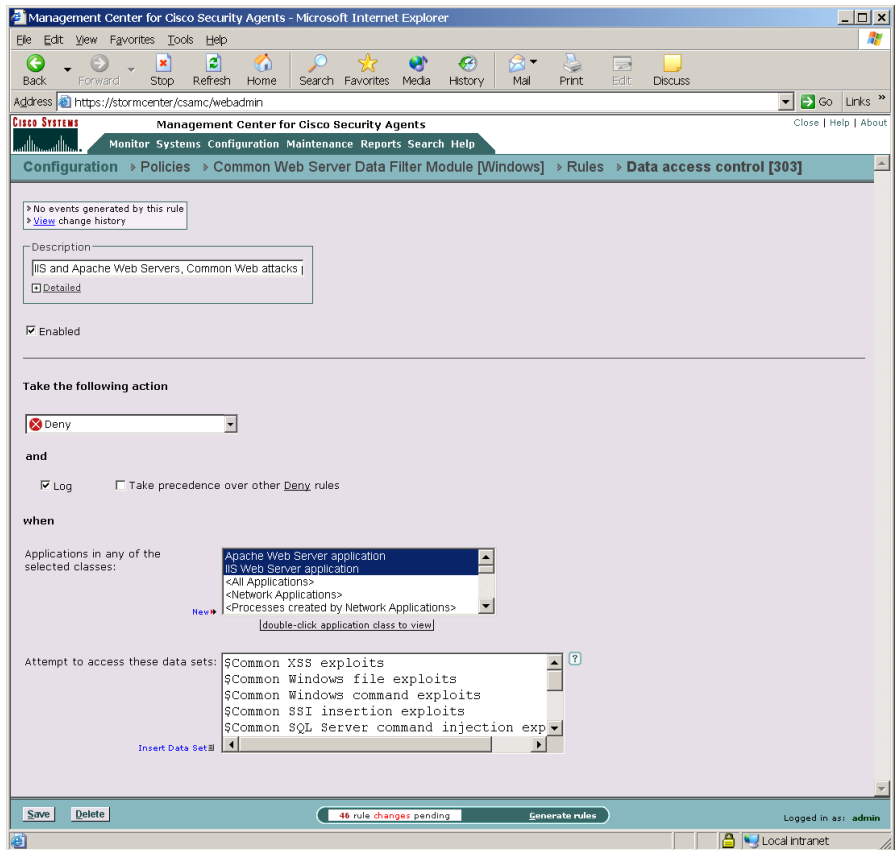 Management Center for Cisco Security Agents - Microsoft Internet Explorer
File Edit View Favorites Tools Help
Back Forward Stop Refresh Home Search Favorites Media History Mail Print Edit Discuss
Address https://stormcenter/csamc/webadmin Go Links »
CISCO SYSTEMS Management Center for Cisco Security Agents Close | Help | About
Monitor Systems Configuration Maintenance Reports Search Help
Configuration Policies Common Web Server Data Filter Module [Windows] Rules Data access control [303]
No events generated by this rule
View change history
Description
IIS and Apache Web Servers, Common Web attacks
Detailed
Enabled
Take the following action
Deny
and
Log Take precedence over other Deny rules
when
Applications in any of the
selected classes:
Apache Web Server application
IIS Web Server application
<All Applications>
<Network Applications>
<Processes created by Network Applications>
New
double-click application class to view
Attempt to access these data sets:
$Common XSS exploits
$Common Windows file exploits
$Common Windows command exploits
$Common SSI insertion exploits
$Common SQL Server command injection exp
?
Insert Data Set
Save Delete 46 rule changes pending Generate rules Logged in as: admin
Local intranet